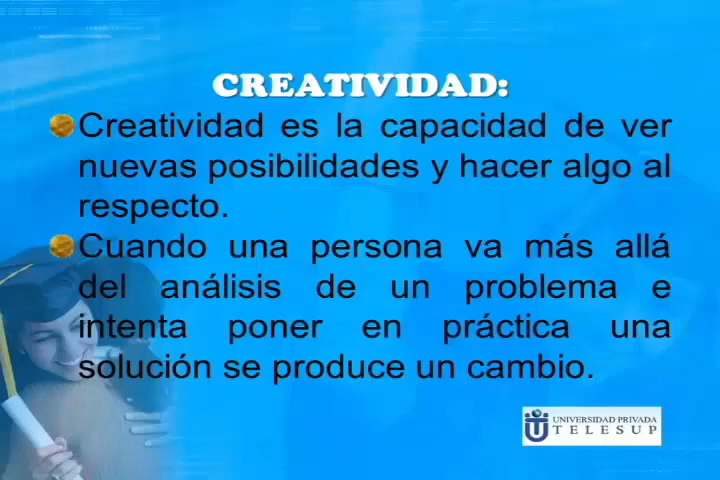 CREATIVIDAD:
Creatividad es la capacidad de ver
nuevas posibilidades y hacer algo al
respecto.
Cuando una persona va más allá
del análisis de un problema e
intenta poner en práctica una
solución se produce un cambio.
UNIVERSIDAD PRIVADA
TELESUP